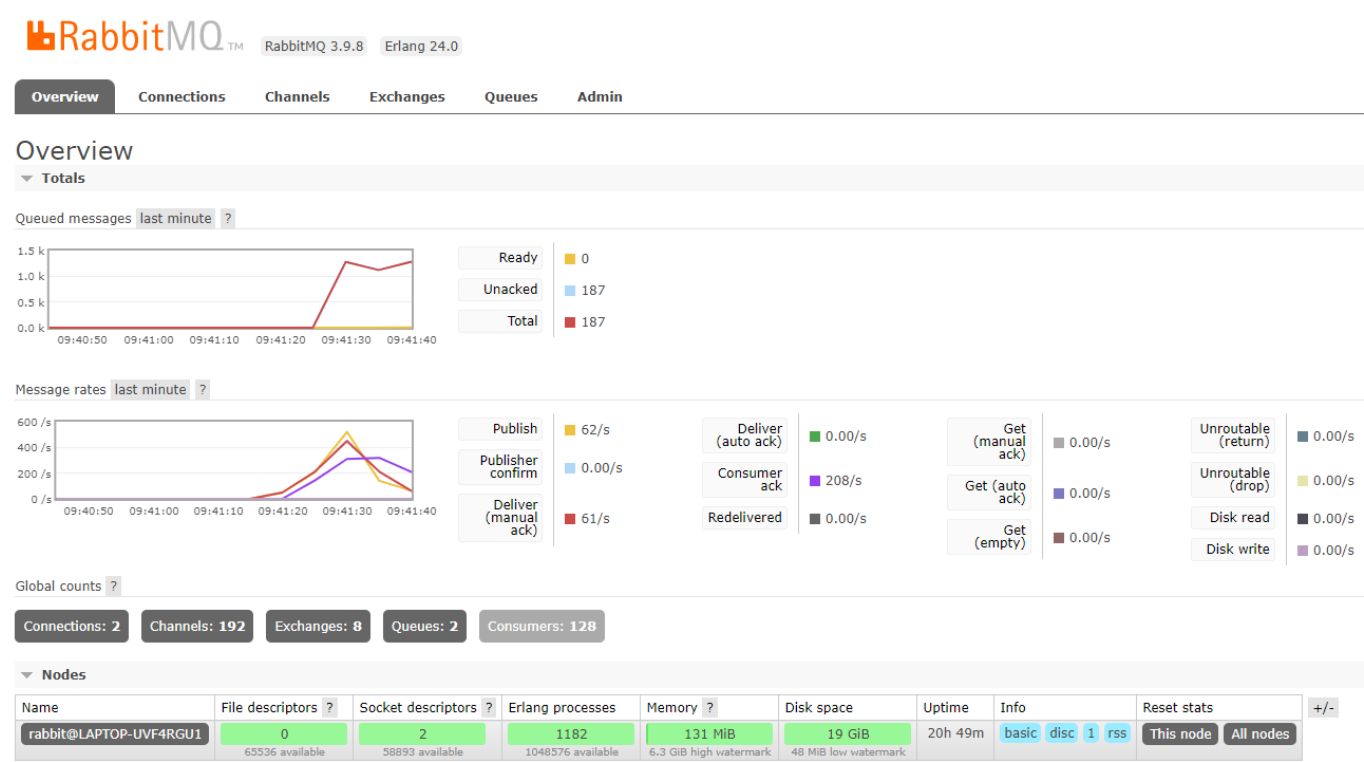 RabbitMQ TM RabbitMQ 3.9.8 Erlang 24.0
Overview Connections Channels Exchanges Queues Admin
Overview
Totals
Queued messages last minute ?
1.5 k
1.0 k
0.5 k
0.0 k
09:40:50 09:41:00 09:41:10 09:41:20 09:41:30 09:41:40
Ready 0
Unacked 187
Total 187
Message rates last minute ?
600 /s
400 /s
200 /s
0 /s
09:40:50 09:41:00 09:41:10 09:41:20 09:41:30 09:41:40
Publish 62/s
Publisher
confirm 0.00/s
Deliver
(manual
ack) 61/s
Deliver
(auto ack) 0.00/s
Consumer
ack 208/s
Redelivered 0.00/s
Get
(manual
ack) 0.00/s
Get (auto
ack) 0.00/s
Get
(empty) 0.00/s
Unroutable
(return) 0.00/s
Unroutable
(drop) 0.00/s
Disk read 0.00/s
Disk write 0.00/s
Global counts ?
Connections: 2 Channels: 192 Exchanges: 8 Queues: 2 Consumers: 128
Nodes
Name File descriptors ? Socket descriptors ? Erlang processes Memory ? Disk space Uptime Info Reset stats +/-
rabbit@LAPTOP-UVF4RGU1 0 2 1182 131 MiB 19 GiB 20h 49m basic disc 1 rss This node All nodes
65536 available 58893 available 1048576 available 6.3 GiB high watermark 48 MiB low watermark